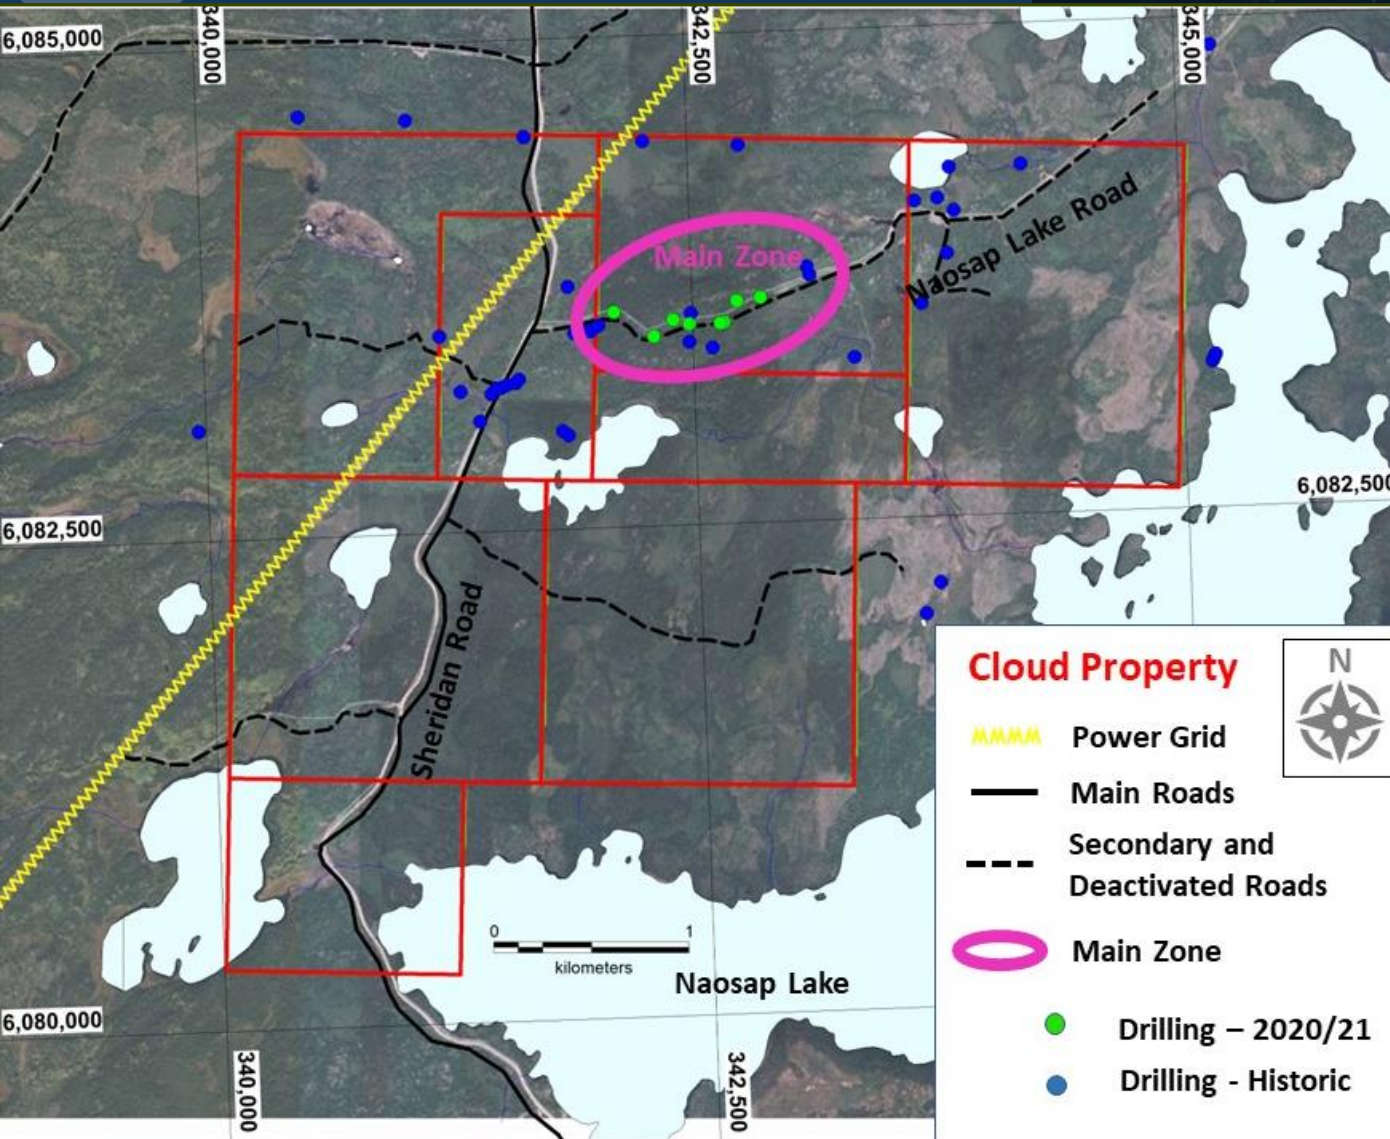 6,085,000
340,000
342,500
345,000
Main Zone
Naosap Lake Road
6,082,500
6,082,500
Sheridan Road
Cloud Property
N
Power Grid
Main Roads
Secondary and
Deactivated Roads
Main Zone
Drilling – 2020/21
Drilling - Historic
0 1
kilometers
Naosap Lake
6,080,000
340,000
342,500